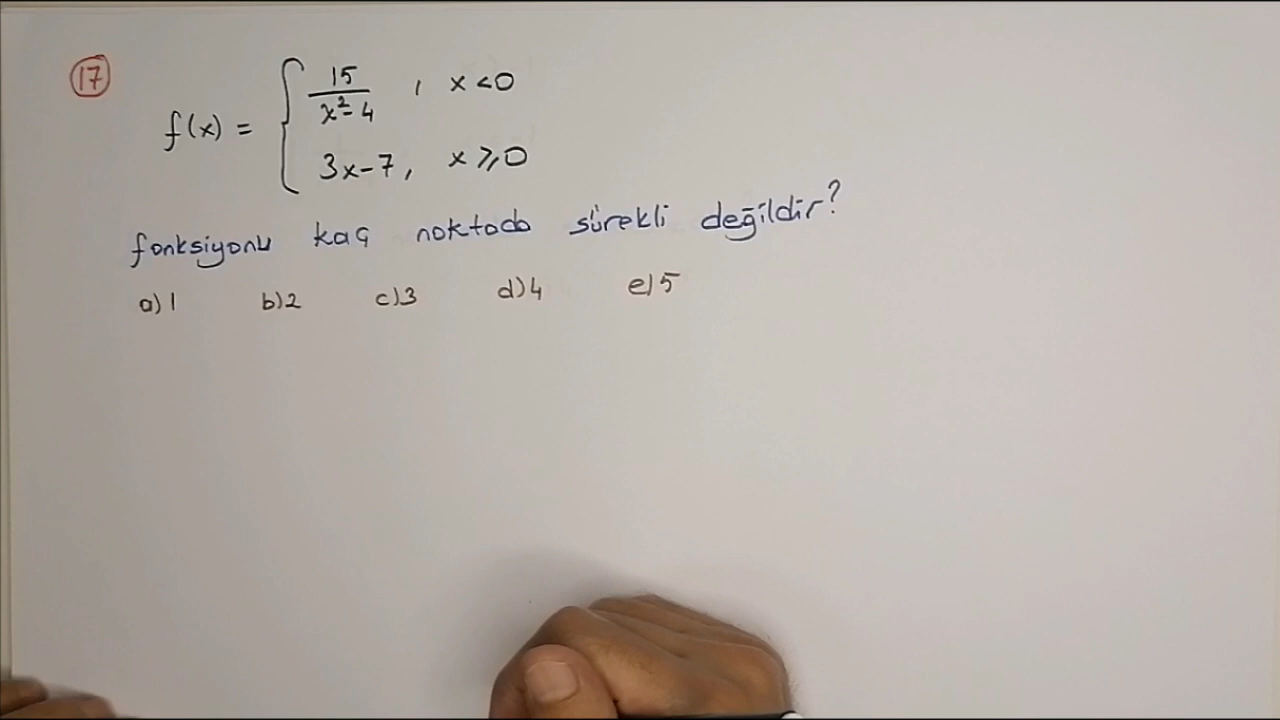 17
f(x) = { 15/(x²-4) , x<0
3x-7, x⩾0
fonksiyonu kaç noktada sürekli değildir?
a)1 b)2 c)3 d)4 e)5